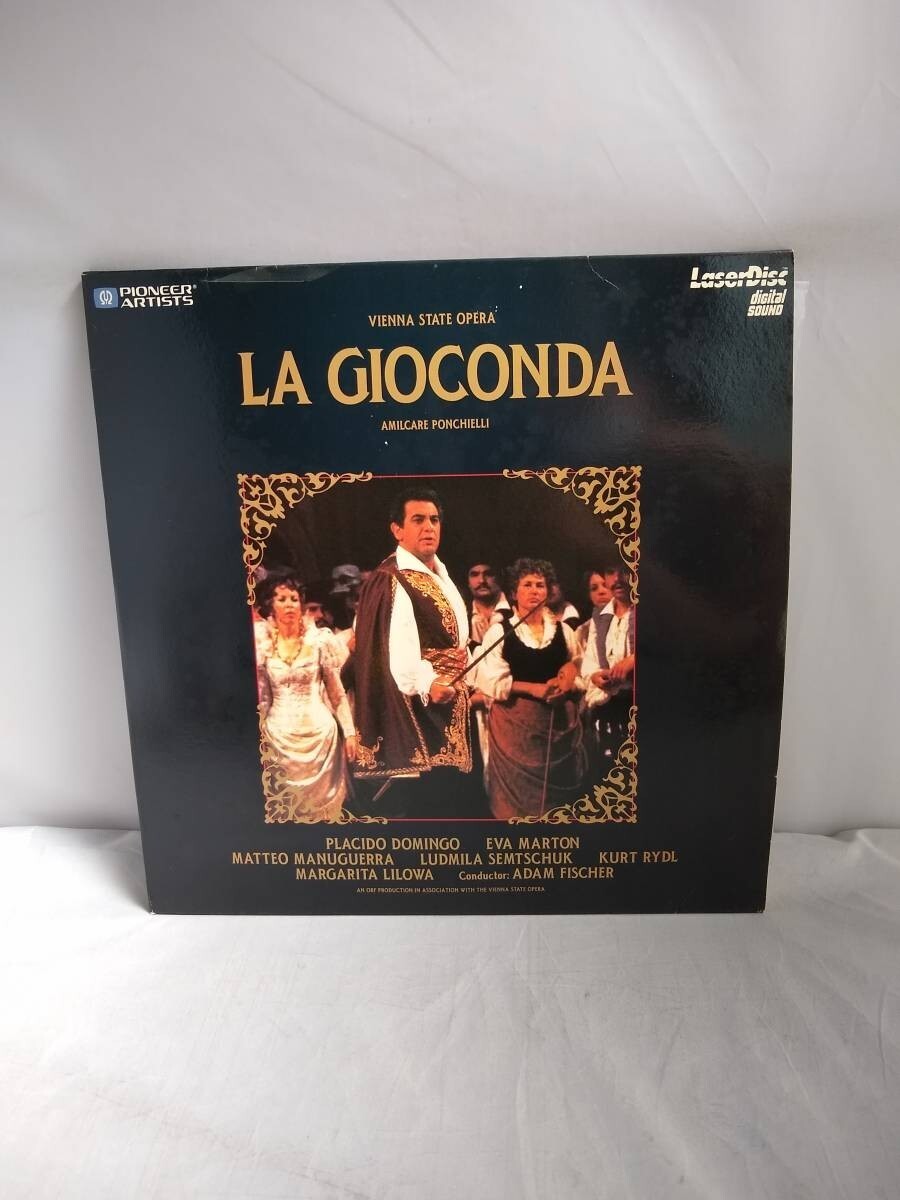 PIONEER®
ARTISTS
LaserDisc
digital
SOUND
VIENNA STATE OPERA
LA GIOCONDA
AMILCARE PONCHIELLI
PLACIDO DOMINGO EVA MARTON
MATTEO MANUGUERRA LUDMILA SEMTSCHUK KURT RYDL
MARGARITA LILOWA Conductor: ADAM FISCHER
AN ORF PRODUCTION IN ASSOCIATION WITH THE VIENNA STATE OPERA